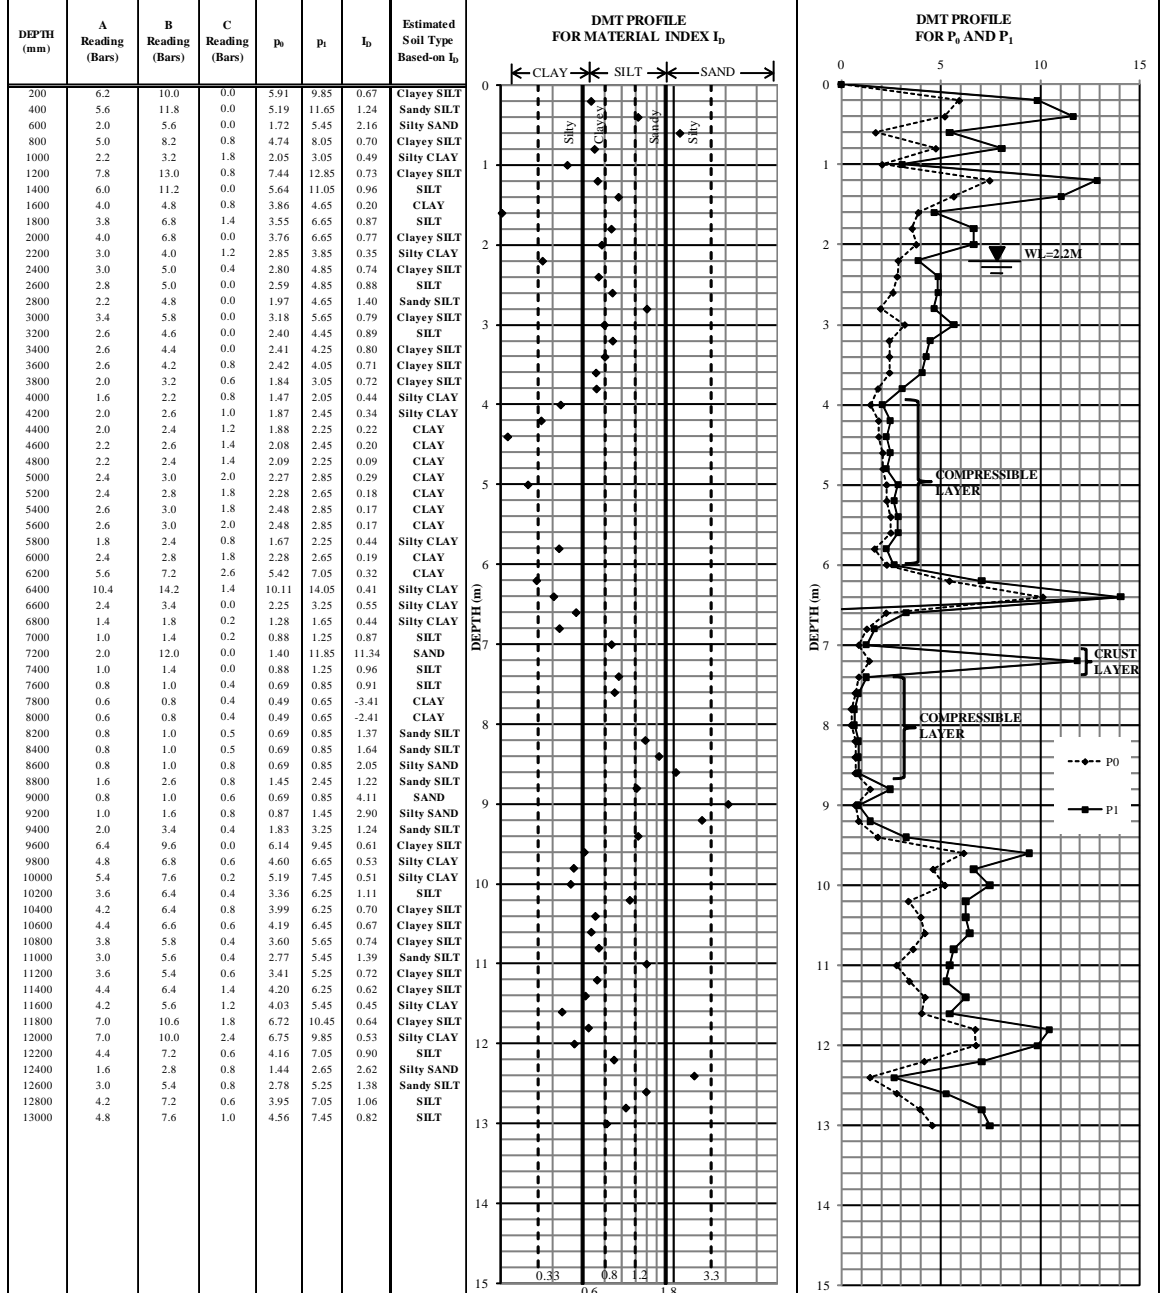 DEPTH (mm) A Reading (Bars) B Reading (Bars) C Reading (Bars) p0 p1 ID Estimated Soil Type Based-on ID
200 6.2 10.0 0.0 5.91 9.85 0.67 Clayey SILT
400 5.6 11.8 0.0 5.19 11.65 1.24 Sandy SILT
600 2.0 5.6 0.0 1.72 5.45 2.16 Silty SAND
800 5.0 8.2 0.8 4.74 8.05 0.70 Clayey SILT
1000 2.2 3.2 1.8 2.05 3.05 0.49 Silty CLAY
1200 7.8 13.0 0.8 7.44 12.85 0.73 Clayey SILT
1400 6.0 11.2 0.0 5.64 11.05 0.96 SILT
1600 4.0 4.8 0.8 3.86 4.65 0.20 CLAY
1800 3.8 6.8 1.4 3.55 6.65 0.87 SILT
2000 4.0 6.8 0.0 3.76 6.65 0.77 Clayey SILT
2200 3.0 4.0 1.2 2.85 3.85 0.35 Silty CLAY
2400 3.0 5.0 0.4 2.80 4.85 0.74 Clayey SILT
2600 2.8 5.0 0.0 2.59 4.85 0.88 SILT
2800 2.2 4.8 0.0 1.97 4.65 1.40 Sandy SILT
3000 3.4 5.8 0.0 3.18 5.65 0.79 Clayey SILT
3200 2.6 4.6 0.0 2.40 4.45 0.89 SILT
3400 2.6 4.4 0.0 2.41 4.25 0.80 Clayey SILT
3600 2.6 4.2 0.8 2.42 4.05 0.71 Clayey SILT
3800 2.0 3.2 0.6 1.84 3.05 0.72 Clayey SILT
4000 1.6 2.2 0.8 1.47 2.05 0.44 Silty CLAY
4200 2.0 2.6 1.0 1.87 2.45 0.34 Silty CLAY
4400 2.0 2.4 1.2 1.88 2.25 0.22 CLAY
4600 2.2 2.6 1.4 2.08 2.45 0.20 CLAY
4800 2.2 2.4 1.4 2.09 2.25 0.09 CLAY
5000 2.4 3.0 2.0 2.27 2.85 0.29 CLAY
5200 2.4 2.8 1.8 2.28 2.65 0.18 CLAY
5400 2.6 3.0 1.8 2.48 2.85 0.17 CLAY
5600 2.6 3.0 2.0 2.48 2.85 0.17 CLAY
5800 1.8 2.4 0.8 1.67 2.25 0.44 Silty CLAY
6000 2.4 2.8 1.8 2.28 2.65 0.19 CLAY
6200 5.6 7.2 2.6 5.42 7.05 0.32 CLAY
6400 10.4 14.2 1.4 10.11 14.05 0.41 Silty CLAY
6600 2.4 3.4 0.0 2.25 3.25 0.55 Silty CLAY
6800 1.4 1.8 0.2 1.28 1.65 0.44 Silty CLAY
7000 1.0 1.4 0.2 0.88 1.25 0.87 SILT
7200 2.0 12.0 0.0 1.40 11.85 11.34 SAND
7400 1.0 1.4 0.0 0.88 1.25 0.96 SILT
7600 0.8 1.0 0.4 0.69 0.85 0.91 SILT
7800 0.6 0.8 0.4 0.49 0.65 -3.41 CLAY
8000 0.6 0.8 0.4 0.49 0.65 -2.41 CLAY
8200 0.8 1.0 0.5 0.69 0.85 1.37 Sandy SILT
8400 0.8 1.0 0.5 0.69 0.85 1.64 Sandy SILT
8600 0.8 1.0 0.8 0.69 0.85 2.05 Silty SAND
8800 1.6 2.6 0.8 1.45 2.45 1.22 Sandy SILT
9000 0.8 1.0 0.6 0.69 0.85 4.11 SAND
9200 1.0 1.6 0.8 0.87 1.45 2.90 Silty SAND
9400 2.0 3.4 0.4 1.83 3.25 1.24 Sandy SILT
9600 6.4 9.6 0.0 6.14 9.45 0.61 Clayey SILT
9800 4.8 6.8 0.6 4.60 6.65 0.53 Silty CLAY
10000 5.4 7.6 0.2 5.19 7.45 0.51 Silty CLAY
10200 3.6 6.4 0.4 3.36 6.25 1.11 SILT
10400 4.2 6.4 0.8 3.99 6.25 0.70 Clayey SILT
10600 4.4 6.6 0.6 4.19 6.45 0.67 Clayey SILT
10800 3.8 5.8 0.4 3.60 5.65 0.74 Clayey SILT
11000 3.0 5.6 0.4 2.77 5.45 1.39 Sandy SILT
11200 3.6 5.4 0.6 3.41 5.25 0.72 Clayey SILT
11400 4.4 6.4 1.4 4.20 6.25 0.62 Clayey SILT
11600 4.2 5.6 1.2 4.03 5.45 0.45 Silty CLAY
11800 7.0 10.6 1.8 6.72 10.45 0.64 Clayey SILT
12000 7.0 10.0 2.4 6.75 9.85 0.53 Silty CLAY
12200 4.4 7.2 0.6 4.16 7.05 0.90 SILT
12400 1.6 2.8 0.8 1.44 2.65 2.62 Silty SAND
12600 3.0 5.4 0.8 2.78 5.25 1.38 Sandy SILT
12800 4.2 7.2 0.6 3.95 7.05 1.06 SILT
13000 4.8 7.6 1.0 4.56 7.45 0.82 SILT
DMT PROFILE
FOR MATERIAL INDEX ID
CLAY SILT SAND
Silty Clayey Sandy Silty
0
1
2
3
4
5
6
7
8
9
10
11
12
13
14
15
DEPTH (m)
0.33 0.8 1.2 3.3
0.6 1.8
DMT PROFILE
FOR P0 AND P1
0 5 10 15
0
1
2
3
4
5
6
7
8
9
10
11
12
13
14
15
DEPTH (m)
WL=2.2M
COMPRESSIBLE
LAYER
CRUST
LAYER
COMPRESSIBLE
LAYER
P0
P1